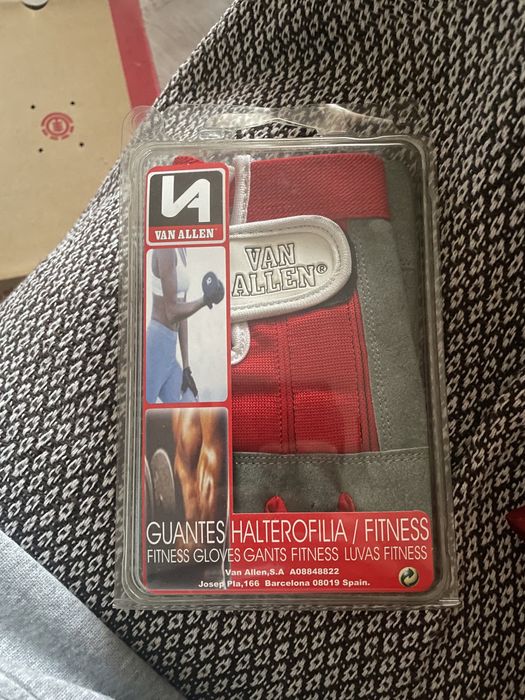 VA
VAN ALLEN™
VAN
ALLEN®
GUANTES HALTEROFILIA / FITNESS
FITNESS GLOVES GANTS FITNESS LUVAS FITNESS
Van Allen,S.A A08848822
Josep Pla,166 Barcelona 08019 Spain.